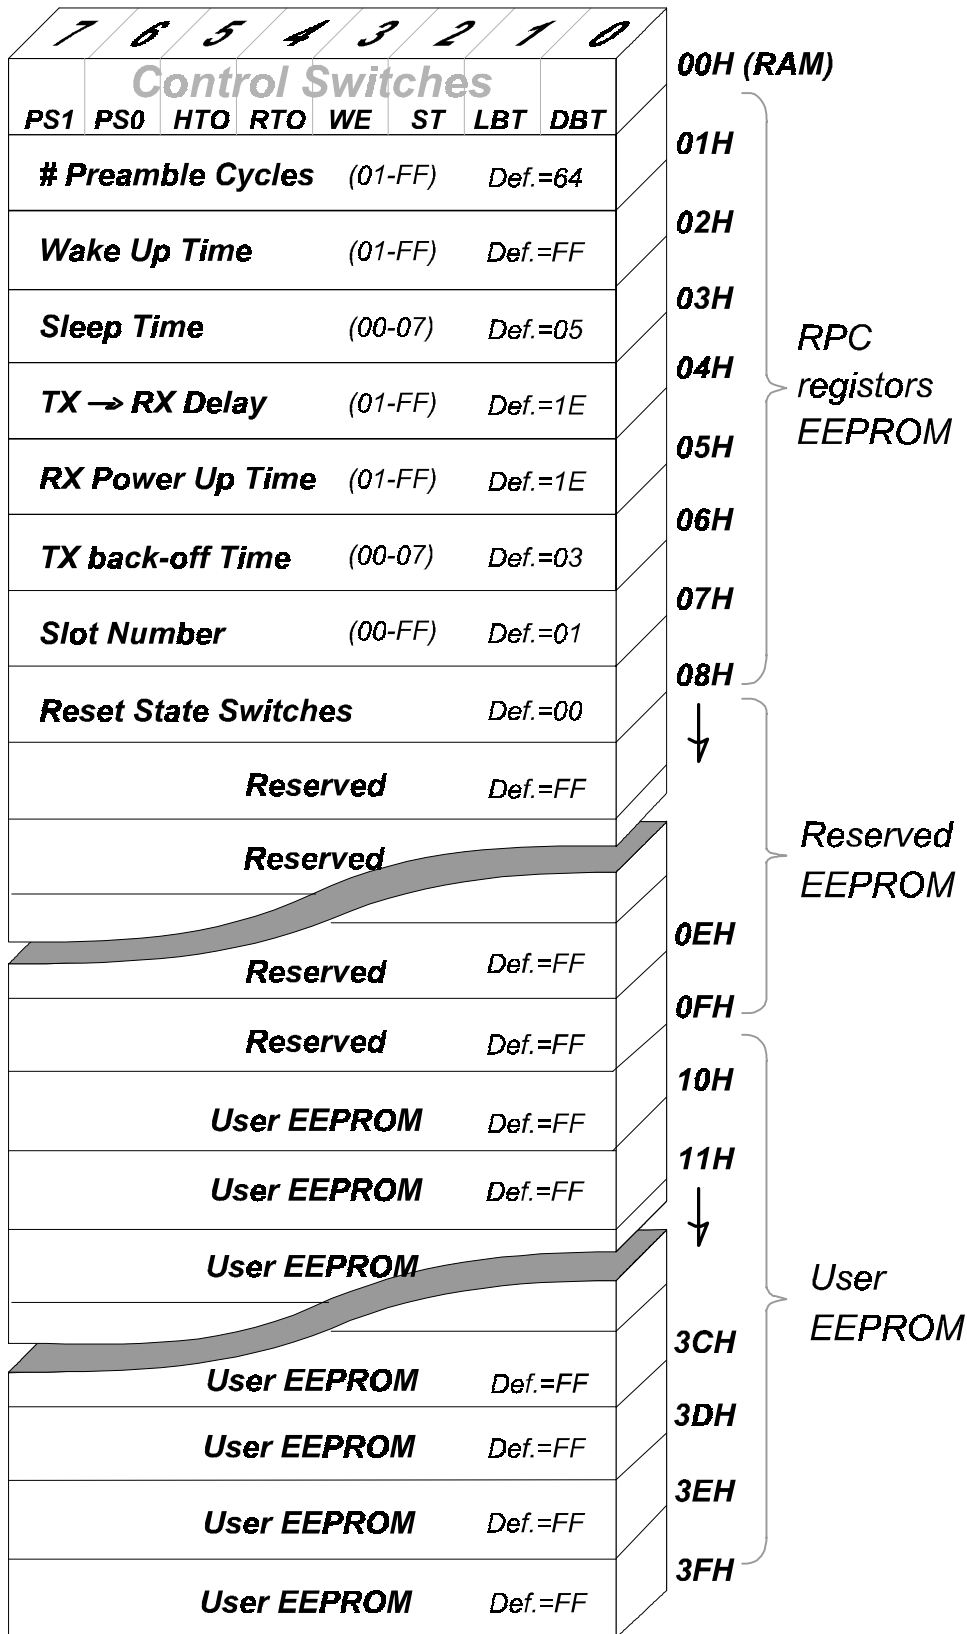 7 6 5 4 3 2 1 0
Control Switches
00H (RAM)
PS1 PS0 HTO RTO WE ST LBT DBT
01H
# Preamble Cycles (01-FF) Def.=64
02H
Wake Up Time (01-FF) Def.=FF
03H
Sleep Time (00-07) Def.=05
04H
TX → RX Delay (01-FF) Def.=1E
05H
RX Power Up Time (01-FF) Def.=1E
06H
TX back-off Time (00-07) Def.=03
07H
Slot Number (00-FF) Def.=01
08H
Reset State Switches Def.=00
RPC
registors
EEPROM
Reserved Def.=FF
Reserved
0EH
Reserved Def.=FF
0FH
Reserved Def.=FF
Reserved
EEPROM
10H
User EEPROM Def.=FF
11H
User EEPROM Def.=FF
User EEPROM
3CH
User EEPROM Def.=FF
3DH
User EEPROM Def.=FF
3EH
User EEPROM Def.=FF
3FH
User EEPROM Def.=FF
User
EEPROM